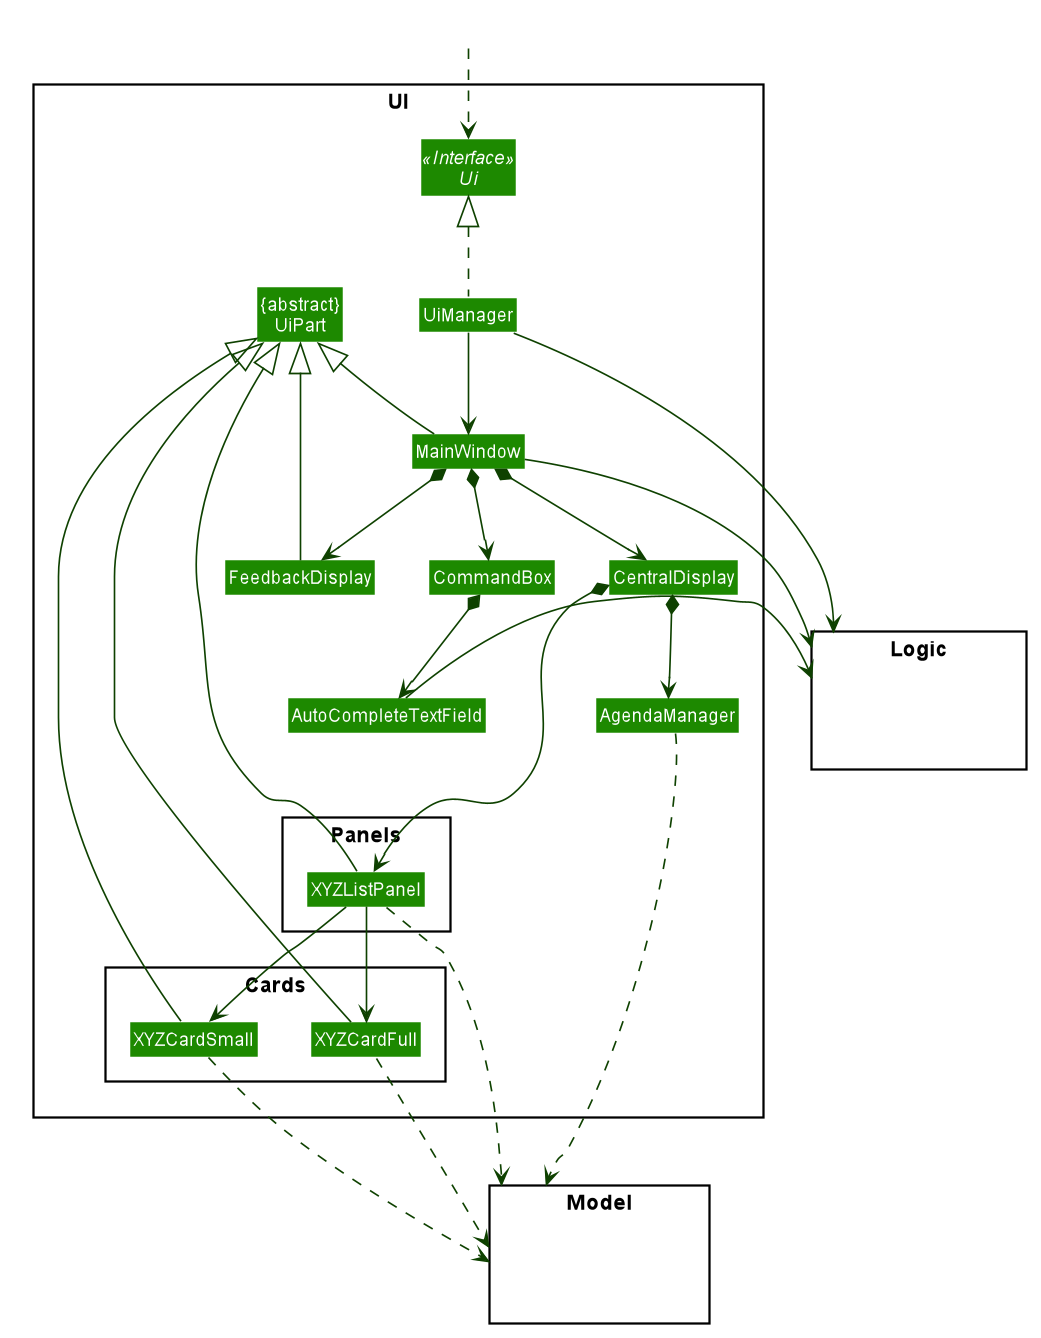 UI
«Interface»
Ui
{abstract}
UiPart
UiManager
MainWindow
FeedbackDisplay
CommandBox
CentralDisplay
Logic
AutoCompleteTextField
AgendaManager
Panels
XYZListPanel
Cards
XYZCardSmall
XYZCardFull
Model